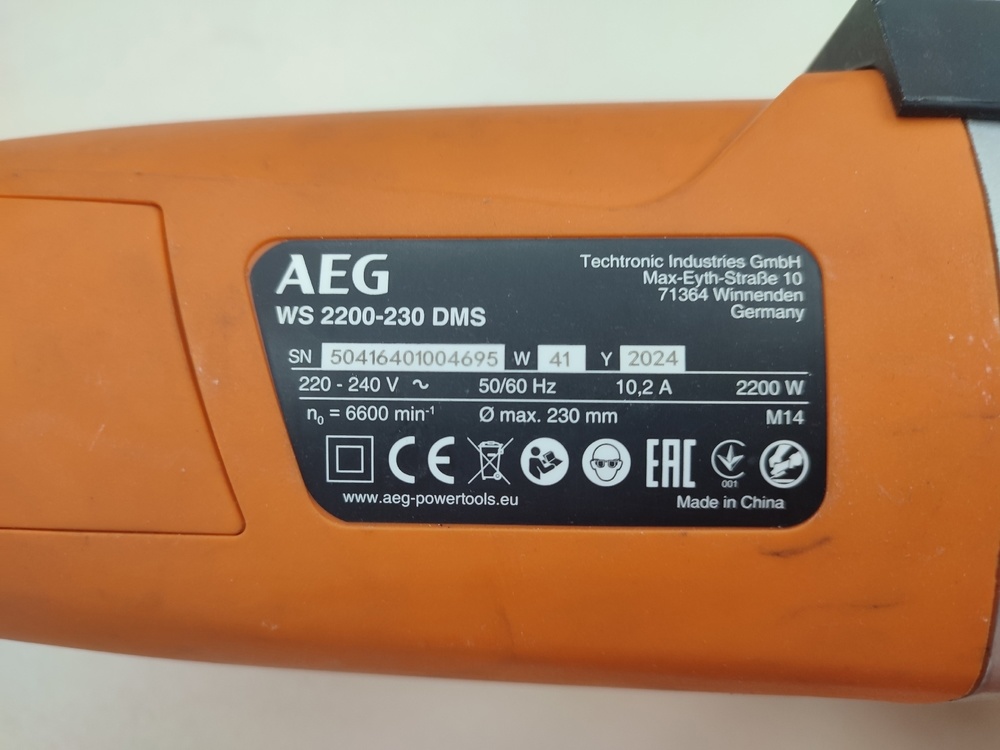 AEG
WS 2200-230 DMS
Techtronic Industries GmbH
Max-Eyth-Straße 10
71364 Winnenden
Germany
SN 50416401004695 W 41 Y 2024
220 - 240 V ~ 50/60 Hz 10,2 A 2200 W
n₀ = 6600 min⁻¹ Ø max. 230 mm M14
CE EAC 001
www.aeg-powertools.eu Made in China